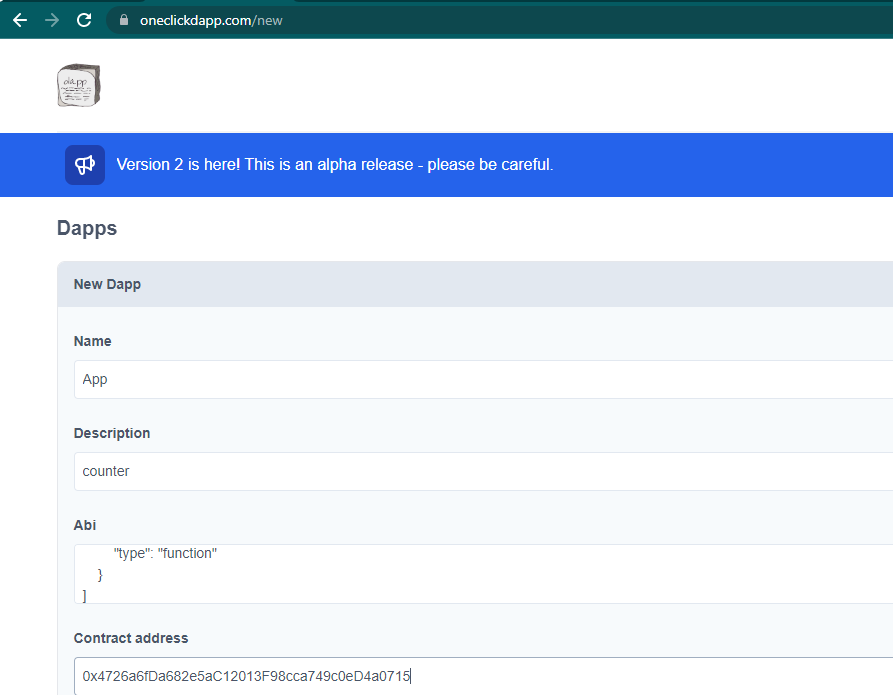 oneclickdapp.com/new
dapp
Version 2 is here! This is an alpha release - please be careful.
Dapps
New Dapp
Name
App
Description
counter
Abi
"type": "function"
}
]
Contract address
0x4726a6fDa682e5aC12013F98cca749c0eD4a0715